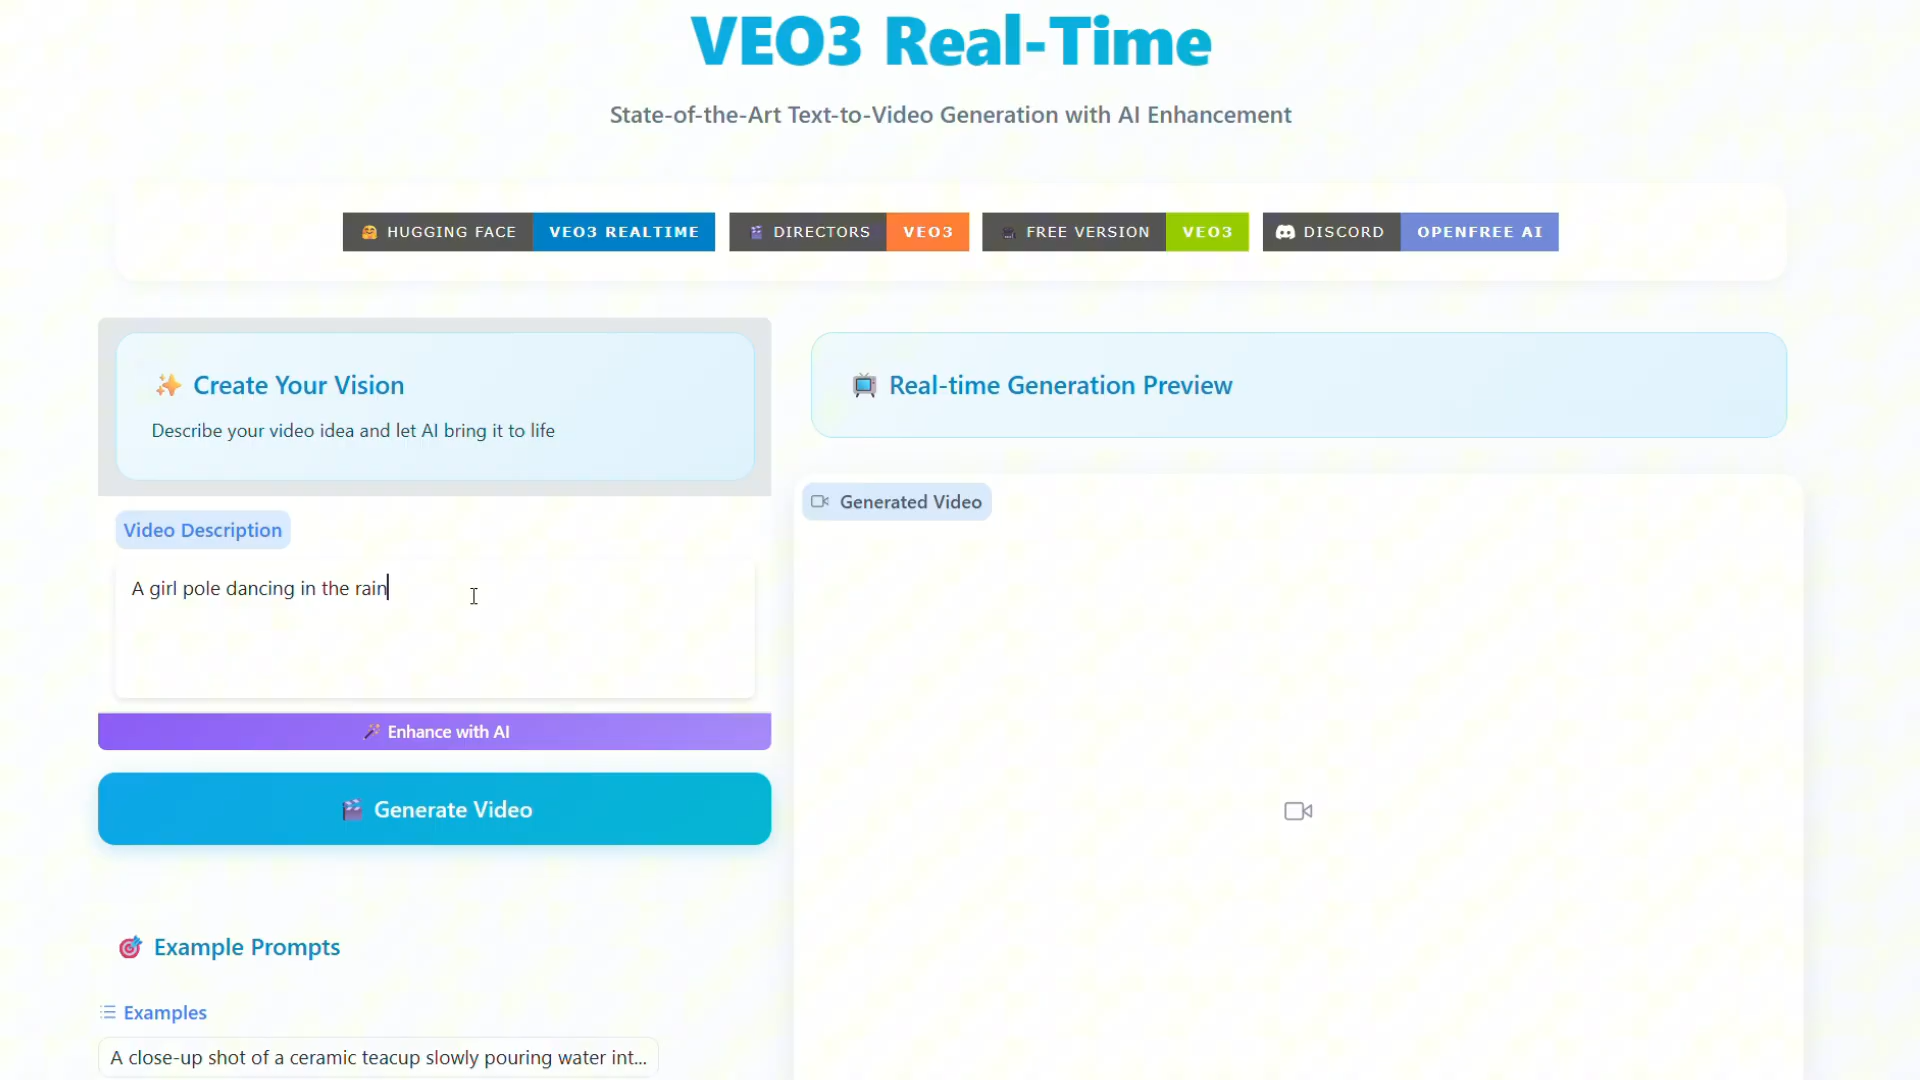 VEO3 Real-Time
State-of-the-Art Text-to-Video Generation with AI Enhancement
HUGGING FACE VEO3 REALTIME
DIRECTORS VEO3
FREE VERSION VEO3
DISCORD OPENFREE AI
Create Your Vision
Describe your video idea and let AI bring it to life
Video Description
A girl pole dancing in the rain
Enhance with AI
Generate Video
Example Prompts
Examples
A close-up shot of a ceramic teacup slowly pouring water int...
Real-time Generation Preview
Generated Video